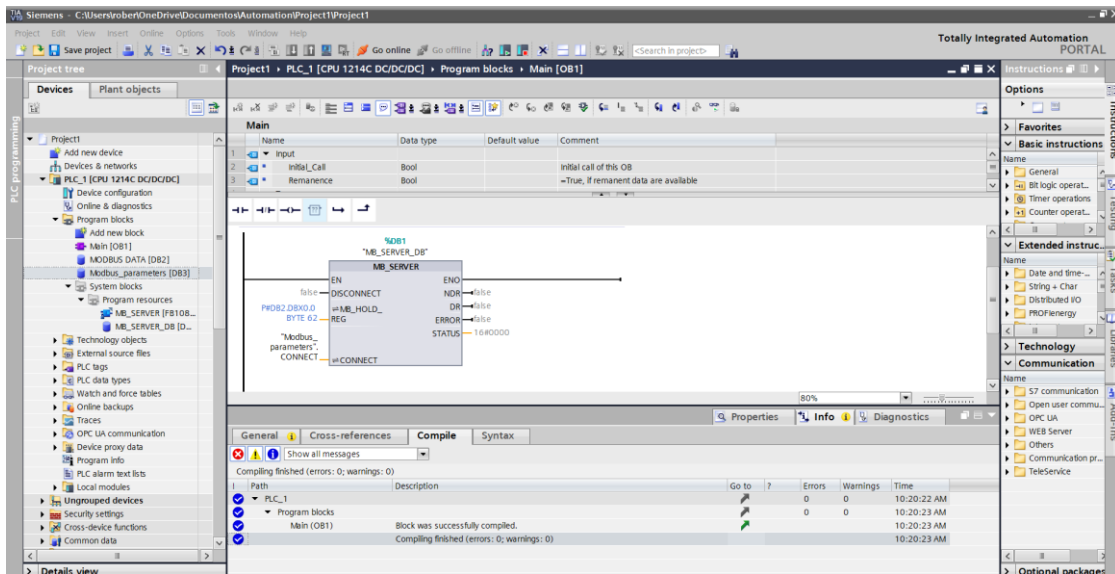 Siemens - C:\Users\rober\OneDrive\Documentos\Automation\Project1\Project1
Project Edit View Insert Online Options Tools Window Help
Save project Go online Go offline <Search in project>
Totally Integrated Automation
PORTAL
Project tree
Devices Plant objects
PLC programming
Project1
Add new device
Devices & networks
PLC_1 [CPU 1214C DC/DC/DC]
Device configuration
Online & diagnostics
Program blocks
Add new block
Main [OB1]
MODBUS DATA [DB2]
Modbus_parameters [DB3]
System blocks
Program resources
MB_SERVER [FB108...
MB_SERVER_DB [D...
Technology objects
External source files
PLC tags
PLC data types
Watch and force tables
Online backups
Traces
OPC UA communication
Device proxy data
Program info
PLC alarm text lists
Local modules
Ungrouped devices
Security settings
Cross-device functions
Common data
Details view
Project1 PLC_1 [CPU 1214C DC/DC/DC] Program blocks Main [OB1]
Main
Name Data type Default value Comment
1 Input
2 Initial_Call Bool Initial call of this OB
3 Remanence Bool =True, if remanent data are available
%DB1
"MB_SERVER_DB"
MB_SERVER
EN ENO
false DISCONNECT NDR false
P#DB2.DBX0.0 MB_HOLD_ DR false
BYTE 62 REG ERROR false
STATUS 16#0000
"Modbus_
parameters".
CONNECT CONNECT
80%
Properties Info Diagnostics
General Cross-references Compile Syntax
Show all messages
Compiling finished (errors: 0; warnings: 0)
! Path Description Go to ? Errors Warnings Time
PLC_1 0 0 10:20:22 AM
Program blocks 0 0 10:20:23 AM
Main (OB1) Block was successfully compiled. 10:20:23 AM
Compiling finished (errors: 0; warnings: 0) 10:20:23 AM
Instructions
Options
Favorites
Basic instructions
Name
General
Bit logic operat...
Timer operations
Counter operat...
Extended instruc...
Name
Date and time-...
String + Char
Distributed I/O
PROFIenergy
Technology
Communication
Name
S7 communication
Open user commu...
OPC UA
WEB Server
Others
Communication pr...
TeleService
Optional packages
Instructions
Testing
Tasks
Libraries
Add-ins